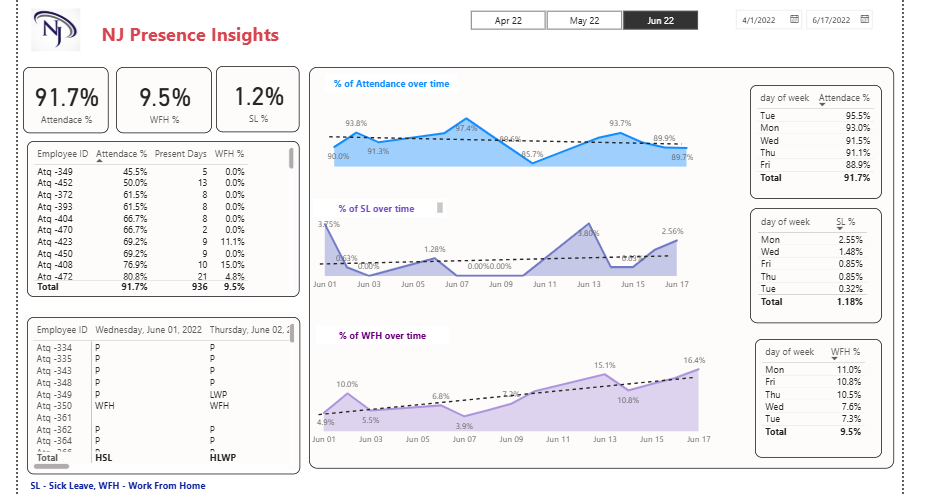 NJ
NJ Presence Insights
Apr 22
May 22
Jun 22
4/1/2022
6/17/2022
91.7%
Attendace %
9.5%
WFH %
1.2%
SL %
Employee ID Attendace % Present Days WFH %
Atq -349 45.5% 5 0.0%
Atq -452 50.0% 13 0.0%
Atq -372 61.5% 8 0.0%
Atq -393 61.5% 8 0.0%
Atq -404 66.7% 8 0.0%
Atq -470 66.7% 2 0.0%
Atq -423 69.2% 9 11.1%
Atq -450 69.2% 9 0.0%
Atq -408 76.9% 10 15.0%
Atq -472 80.8% 21 4.8%
Total 91.7% 936 9.5%
Employee ID Wednesday, June 01, 2022 Thursday, June 02, 2
Atq -334 P P
Atq -335 P P
Atq -343 P P
Atq -348 P P
Atq -349 P LWP
Atq -350 WFH WFH
Atq -361
Atq -362 P P
Atq -364 P P
Total HSL HLWP
% of Attendance over time
90.0%
93.8%
91.3%
97.4%
85.7%
93.7%
89.9%
89.7%
% of SL over time
3.75%
0.63%
0.00%
1.28%
0.00%
0.00%
3.80%
0.63%
2.56%
Jun 01 Jun 03 Jun 05 Jun 07 Jun 09 Jun 11 Jun 13 Jun 15 Jun 17
% of WFH over time
4.9%
10.0%
5.5%
6.8%
3.9%
7.3%
15.1%
10.8%
16.4%
Jun 01 Jun 03 Jun 05 Jun 07 Jun 09 Jun 11 Jun 13 Jun 15 Jun 17
day of week Attendace %
Tue 95.5%
Mon 93.0%
Wed 91.5%
Thu 91.1%
Fri 88.9%
Total 91.7%
day of week SL %
Mon 2.55%
Wed 1.48%
Fri 0.85%
Thu 0.85%
Tue 0.32%
Total 1.18%
day of week WFH %
Mon 11.0%
Fri 10.8%
Thu 10.5%
Wed 7.6%
Tue 7.3%
Total 9.5%
SL - Sick Leave, WFH - Work From Home